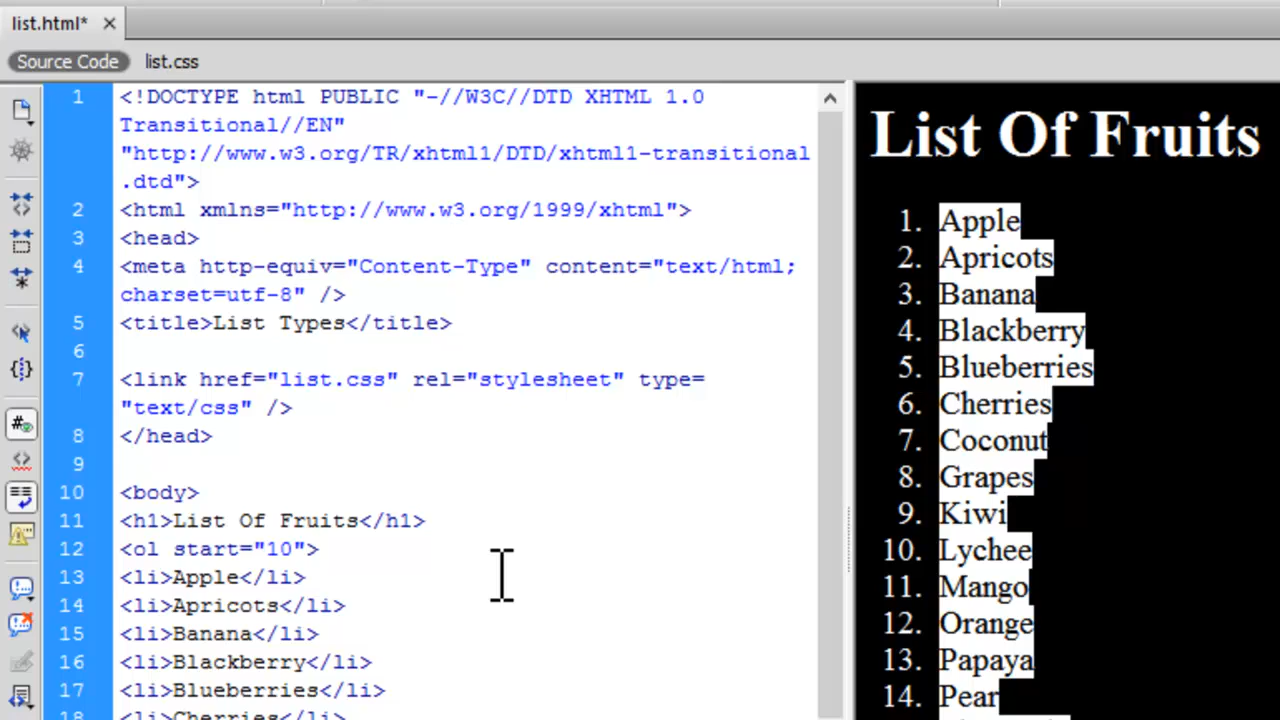 list.html*
Source Code list.css
1 <!DOCTYPE html PUBLIC "-//W3C//DTD XHTML 1.0
Transitional//EN"
"http://www.w3.org/TR/xhtml1/DTD/xhtml1-transitional
.dtd">
2 <html xmlns="http://www.w3.org/1999/xhtml">
3 <head>
4 <meta http-equiv="Content-Type" content="text/html;
charset=utf-8" />
5 <title>List Types</title>
6
7 <link href="list.css" rel="stylesheet" type=
"text/css" />
8 </head>
9
10 <body>
11 <h1>List Of Fruits</h1>
12 <ol start="10">
13 <li>Apple</li>
14 <li>Apricots</li>
15 <li>Banana</li>
16 <li>Blackberry</li>
17 <li>Blueberries</li>
18 <li>Cherries</li>
List Of Fruits
1. Apple
2. Apricots
3. Banana
4. Blackberry
5. Blueberries
6. Cherries
7. Coconut
8. Grapes
9. Kiwi
10. Lychee
11. Mango
12. Orange
13. Papaya
14. Pear